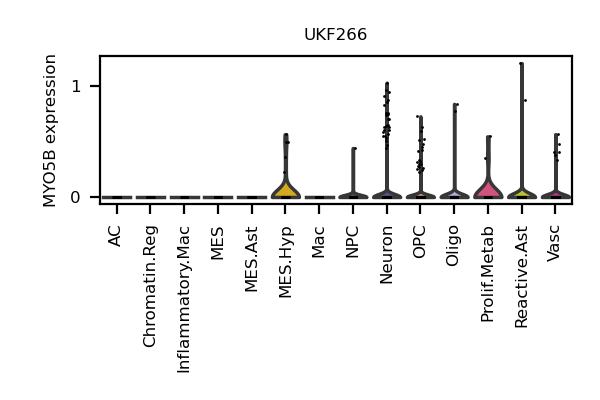 UKF266
MYO5B expression
1
0
AC
Chromatin.Reg
Inflammatory.Mac
MES
MES.Ast
MES.Hyp
Mac
NPC
Neuron
OPC
Oligo
Prolif.Metab
Reactive.Ast
Vasc